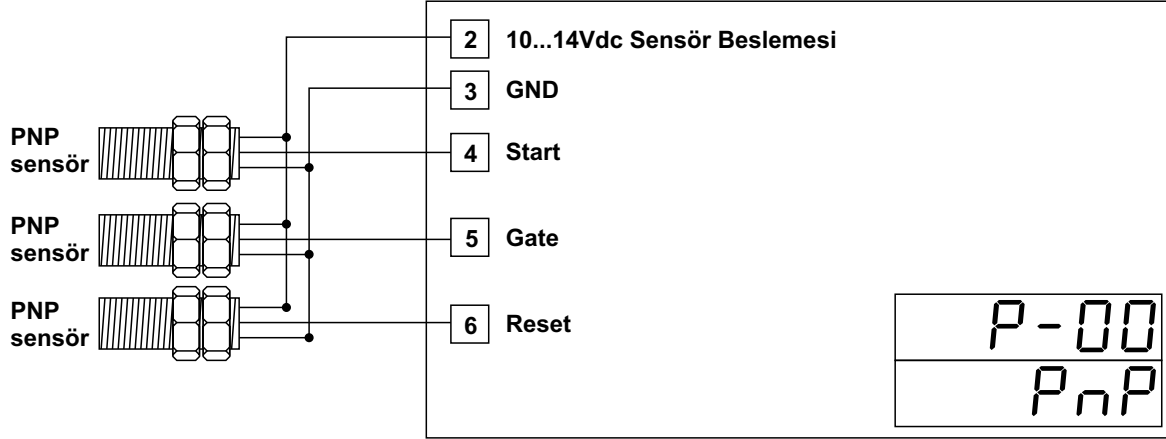 2 10...14Vdc Sensör Beslemesi
3 GND
PNP
sensör
4 Start
PNP
sensör
5 Gate
PNP
sensör
6 Reset
P-00
PnP